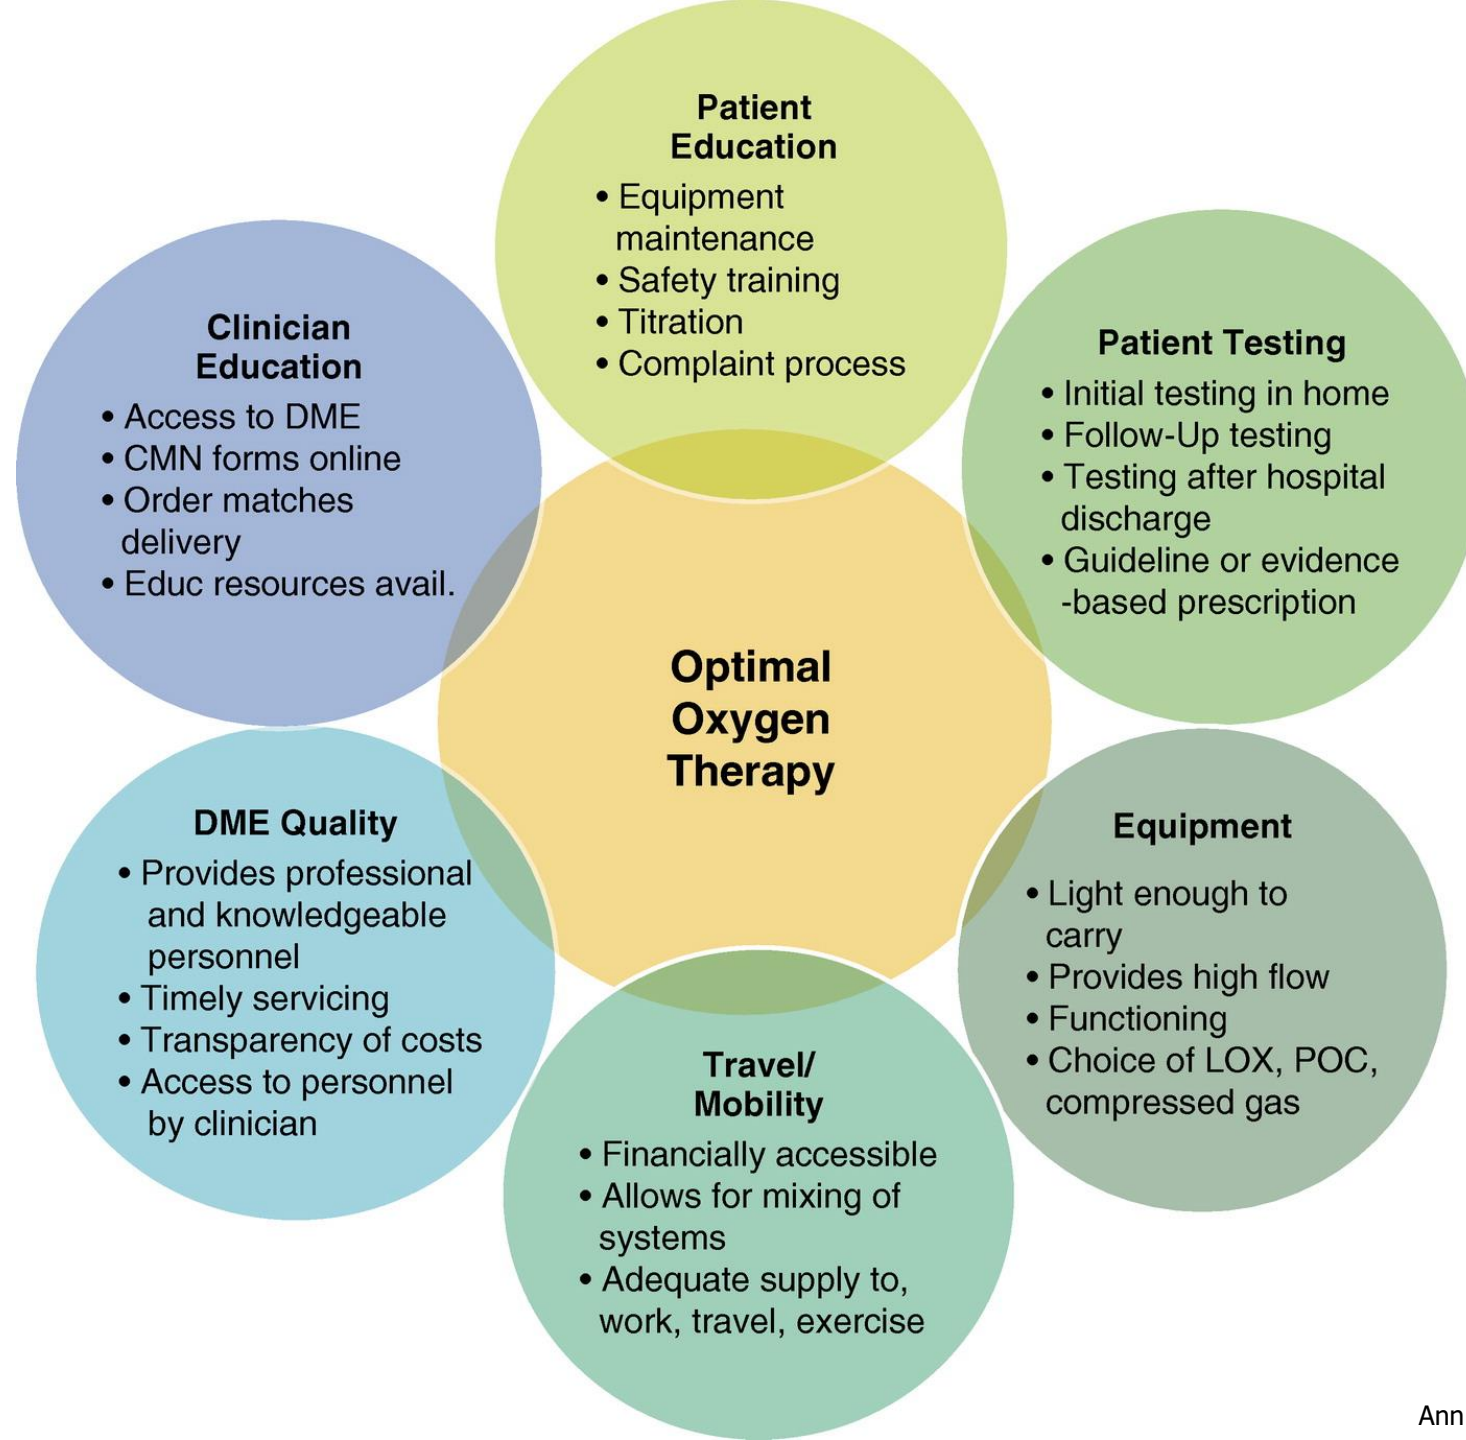 Patient
Education
• Equipment
maintenance
• Safety training
• Titration
• Complaint process
Clinician
Education
• Access to DME
• CMN forms online
• Order matches
delivery
• Educ resources avail.
Patient Testing
• Initial testing in home
• Follow-Up testing
• Testing after hospital
discharge
• Guideline or evidence
-based prescription
Optimal
Oxygen
Therapy
DME Quality
• Provides professional
and knowledgeable
personnel
• Timely servicing
• Transparency of costs
• Access to personnel
by clinician
Equipment
• Light enough to
carry
• Provides high flow
• Functioning
• Choice of LOX, POC,
compressed gas
Travel/
Mobility
• Financially accessible
• Allows for mixing of
systems
• Adequate supply to,
work, travel, exercise
Ann